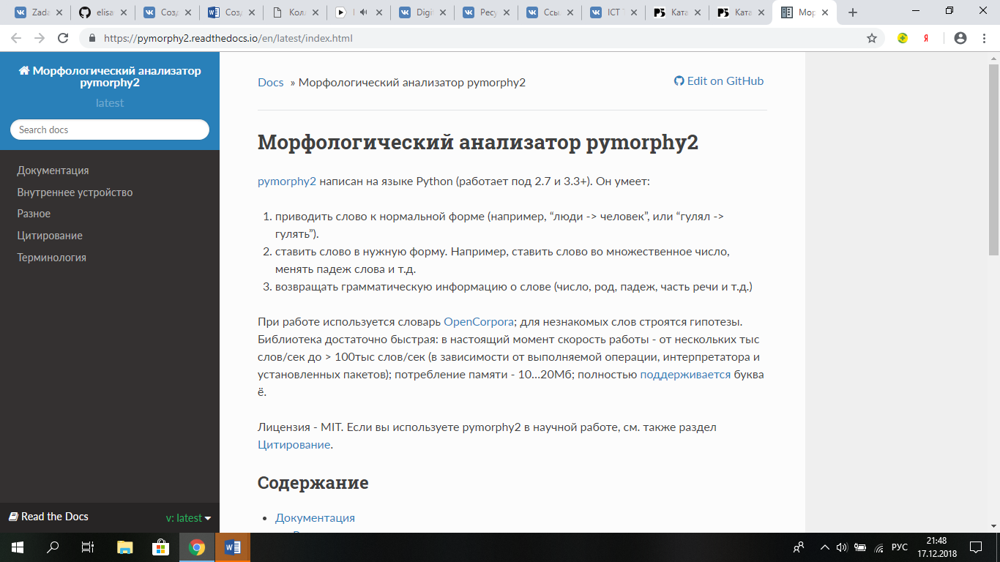 Zada
elisa
Созд
Созд
Колл
Digit
Ресу
Ссыл
ICT
Ката
Ката
Мор
https://pymorphy2.readthedocs.io/en/latest/index.html
Морфологический анализатор
pymorphy2
latest
Search docs
Документация
Внутреннее устройство
Разное
Цитирование
Терминология
Read the Docs
v: latest
Docs » Морфологический анализатор pymorphy2
Edit on GitHub
Морфологический анализатор pymorphy2
pymorphy2 написан на языке Python (работает под 2.7 и 3.3+). Он умеет:
1. приводить слово к нормальной форме (например, “люди -> человек”, или “гулял ->
гулять”).
2. ставить слово в нужную форму. Например, ставить слово во множественное число,
менять падеж слова и т.д.
3. возвращать грамматическую информацию о слове (число, род, падеж, часть речи и т.д.)
При работе используется словарь OpenCorpora; для незнакомых слов строятся гипотезы.
Библиотека достаточно быстрая: в настоящий момент скорость работы - от нескольких тыс
слов/сек до > 100тыс слов/сек (в зависимости от выполняемой операции, интерпретатора и
установленных пакетов); потребление памяти - 10…20Мб; полностью поддерживается буква
ё.
Лицензия - MIT. Если вы используете pymorphy2 в научной работе, см. также раздел
Цитирование.
Содержание
Документация
РУС
21:48
17.12.2018